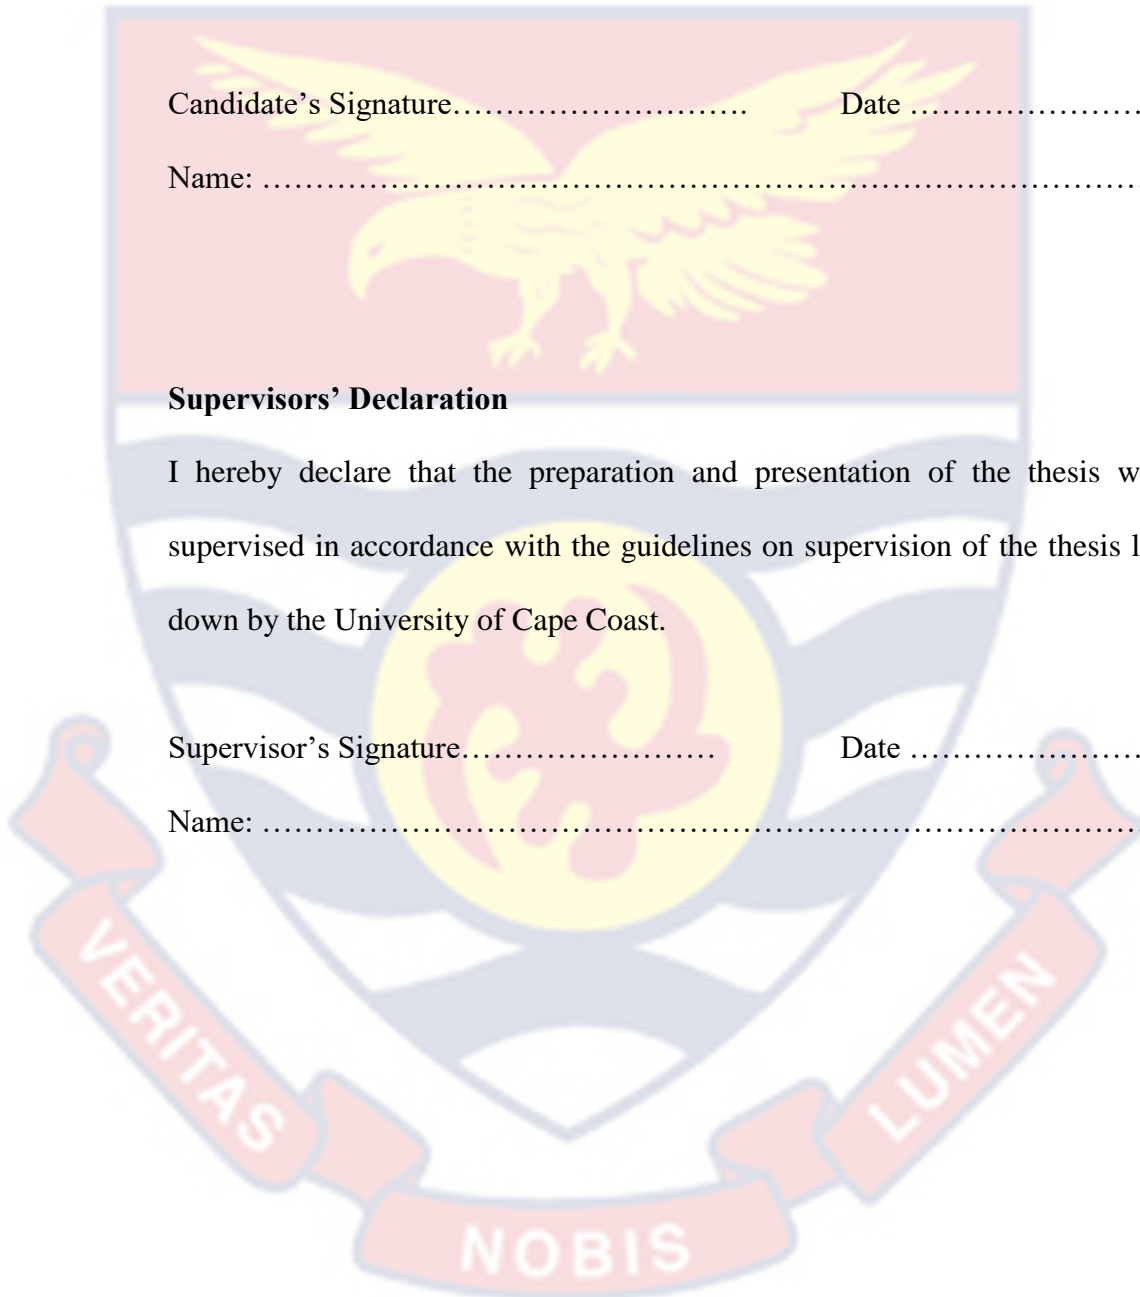 Candidate’s Signature………………………. Date …………………
Name: ………………………………………………………………………
Supervisors’ Declaration
I hereby declare that the preparation and presentation of the thesis w
supervised in accordance with the guidelines on supervision of the thesis l
down by the University of Cape Coast.
Supervisor’s Signature…………………… Date …………………
Name: ………………………………………………………………………
VERITAS
NOBIS
LUMEN